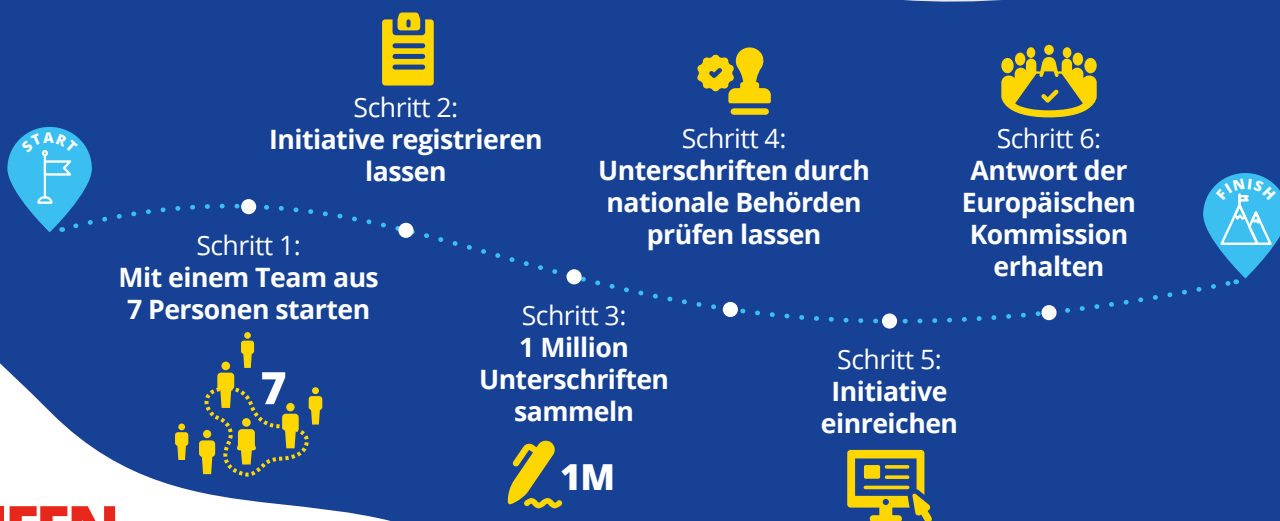 START
Schritt 1:
Mit einem Team aus
7 Personen starten
7
Schritt 2:
Initiative registrieren
lassen
Schritt 3:
1 Million
Unterschriften
sammeln
1M
Schritt 4:
Unterschriften durch
nationale Behörden
prüfen lassen
Schritt 5:
Initiative
einreichen
Schritt 6:
Antwort der
Europäischen
Kommission
erhalten
FINISH